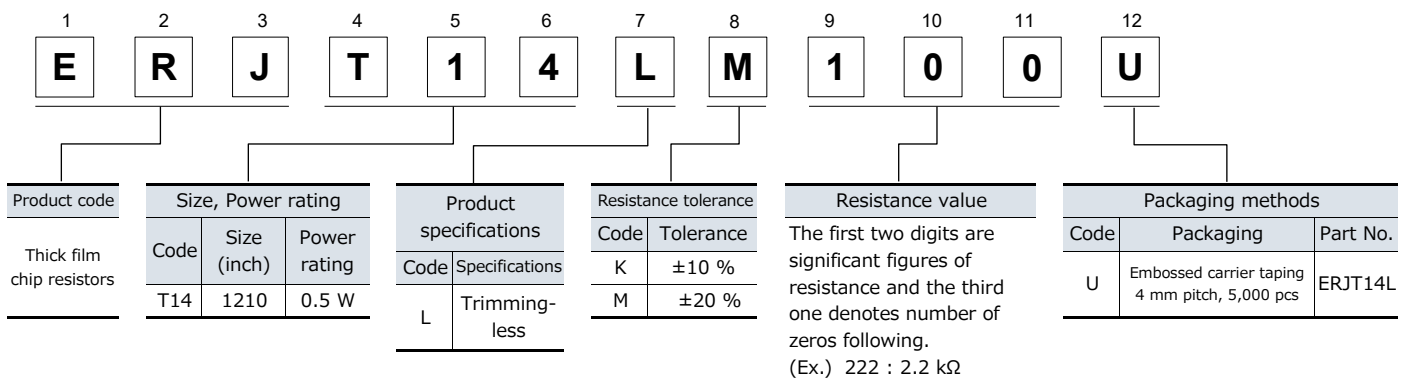 1 2 3 4 5 6 7 8 9 10 11 12
E R J T 1 4 L M 1 0 0 U
Product code
Thick film
chip resistors
Size, Power rating
Code Size (inch) Power rating
T14 1210 0.5 W
Product
specifications
Code Specifications
L Trimming-
less
Resistance tolerance
Code Tolerance
K ±10 %
M ±20 %
Resistance value
The first two digits are
significant figures of
resistance and the third
one denotes number of
zeros following.
(Ex.) 222 : 2.2 kΩ
Packaging methods
Code Packaging Part No.
U Embossed carrier taping
4 mm pitch, 5,000 pcs
ERJT14L